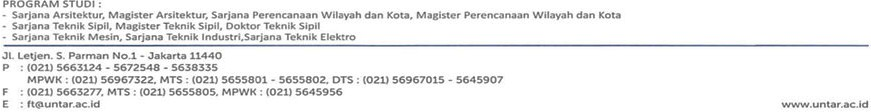 PROGRAM STUDI :
- Sarjana Arsitektur, Magister Arsitektur, Sarjana Perencanaan Wilayah dan Kota, Magister Perencanaan Wilayah dan Kota
- Sarjana Teknik Sipil, Magister Teknik Sipil, Doktor Teknik Sipil
- Sarjana Teknik Mesin, Sarjana Teknik Industri,Sarjana Teknik Elektro
Jl. Letjen. S. Parman No.1 - Jakarta 11440
P : (021) 5663124 - 5672548 - 5638335
MPWK : (021) 56967322, MTS : (021) 5655801 - 5655802, DTS : (021) 56967015 - 5645907
F : (021) 5663277, MTS : (021) 5655805, MPWK : (021) 5645956
E : ft@untar.ac.id www.untar.ac.id